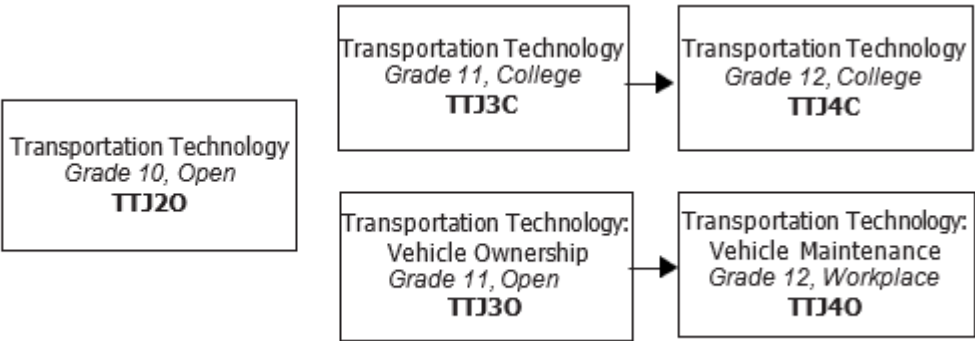 Transportation Technology
Grade 10, Open
TTJ2O
Transportation Technology
Grade 11, College
TTJ3C
Transportation Technology
Grade 12, College
TTJ4C
Transportation Technology:
Vehicle Ownership
Grade 11, Open
TTJ3O
Transportation Technology:
Vehicle Maintenance
Grade 12, Workplace
TTJ4O